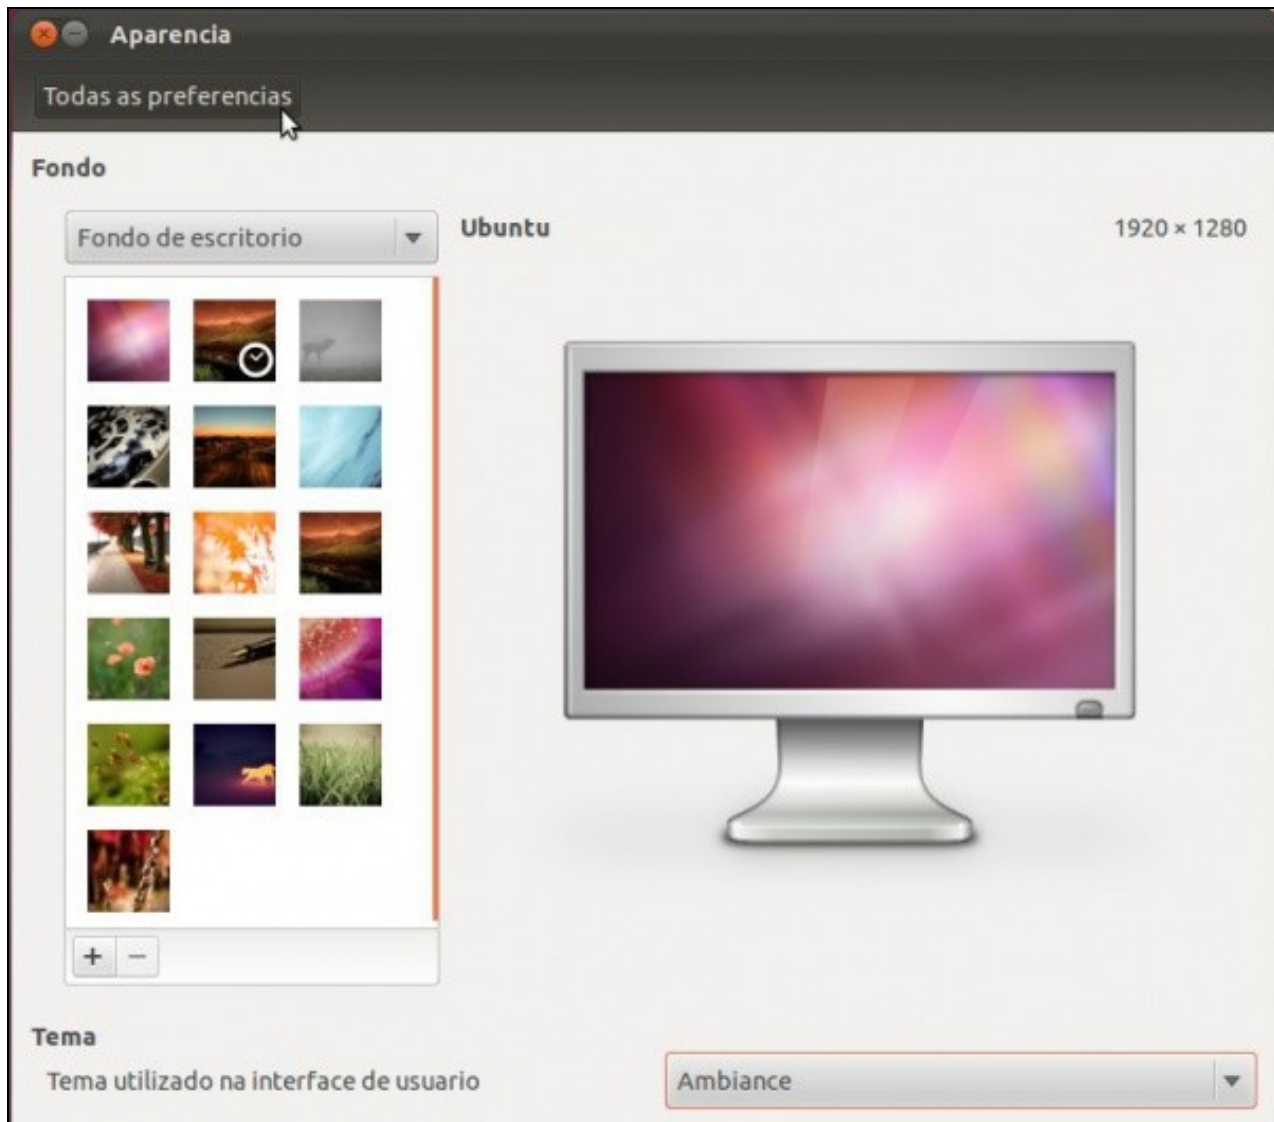 Aparencia
Todas as preferencias
Fondo
Fondo de escritorio
Ubuntu
1920 × 1280
Tema
Tema utilizado na interface de usuario
Ambiance